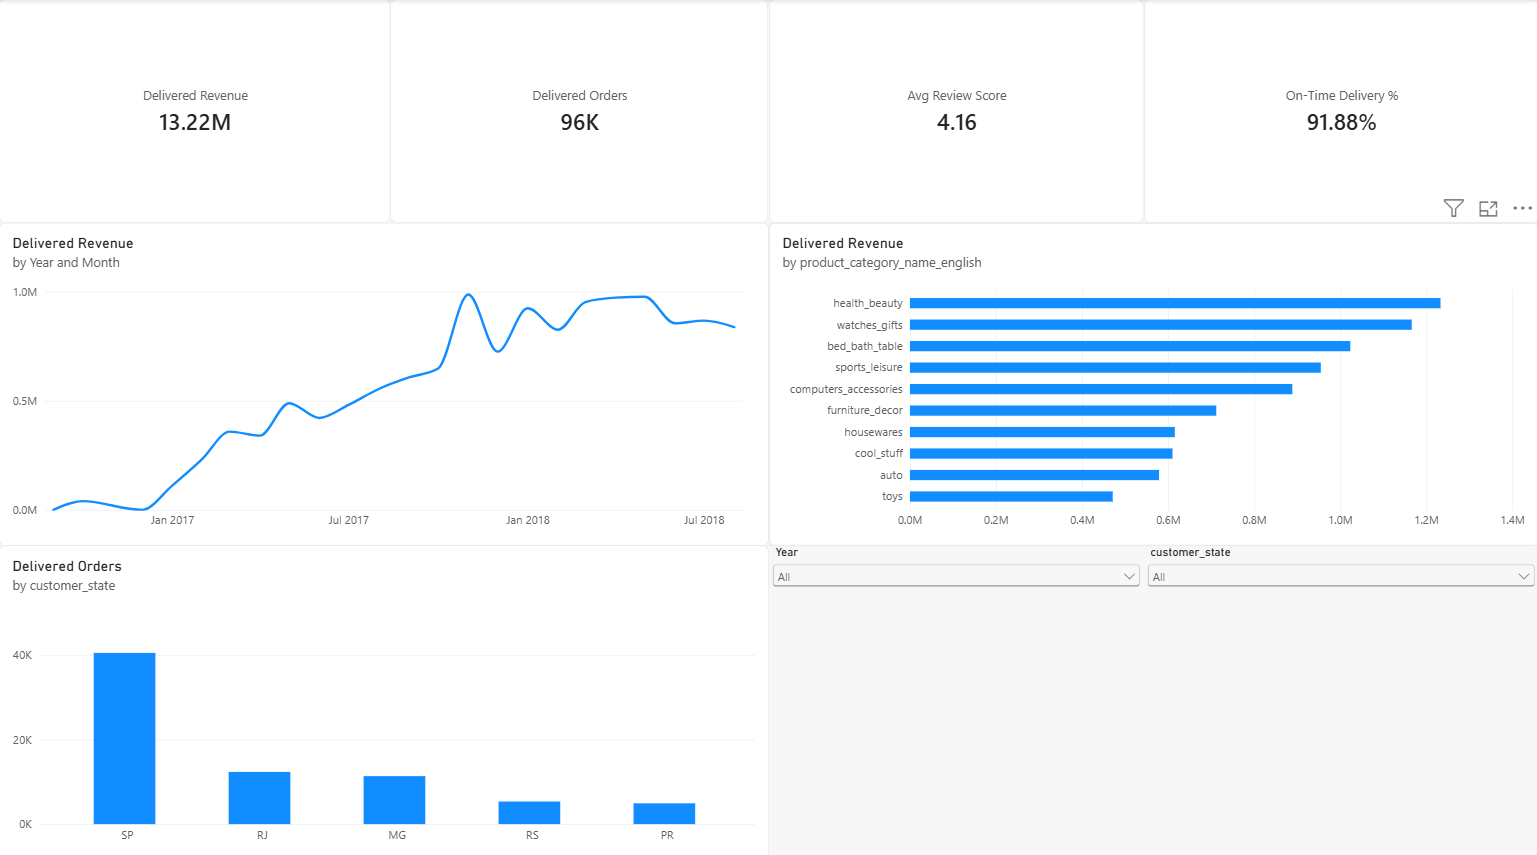 Delivered Revenue
13.22M
Delivered Orders
96K
Avg Review Score
4.16
On-Time Delivery %
91.88%
Delivered Revenue
by Year and Month
1.0M
0.5M
0.0M
Jan 2017
Jul 2017
Jan 2018
Jul 2018
Delivered Revenue
by product_category_name_english
health_beauty
watches_gifts
bed_bath_table
sports_leisure
computers_accessories
furniture_decor
housewares
cool_stuff
auto
toys
0.0M
0.2M
0.4M
0.6M
0.8M
1.0M
1.2M
1.4M
Delivered Orders
by customer_state
40K
20K
0K
SP
RJ
MG
RS
PR
Year
All
customer_state
All